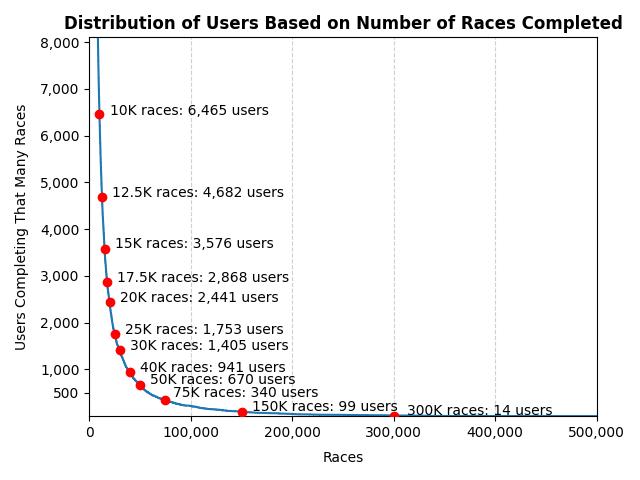 Distribution of Users Based on Number of Races Completed
8,000
7,000
6,000
5,000
4,000
3,000
2,000
1,000
500
Users Completing That Many Races
10K races: 6,465 users
12.5K races: 4,682 users
15K races: 3,576 users
17.5K races: 2,868 users
20K races: 2,441 users
25K races: 1,753 users
30K races: 1,405 users
40K races: 941 users
50K races: 670 users
75K races: 340 users
150K races: 99 users
300K races: 14 users
0
100,000
200,000
300,000
400,000
500,000
Races